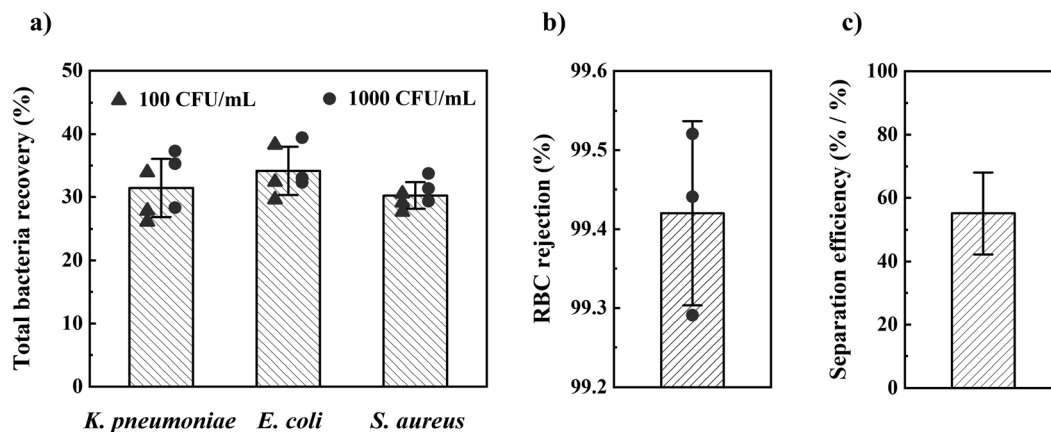 a)
Total bacteria recovery (%)
50
40
30
20
10
0
100 CFU/mL
1000 CFU/mL
K. pneumoniae
E. coli
S. aureus
b)
RBC rejection (%)
99.6
99.5
99.4
99.3
99.2
c)
Separation efficiency (% / %)
100
80
60
40
20
0